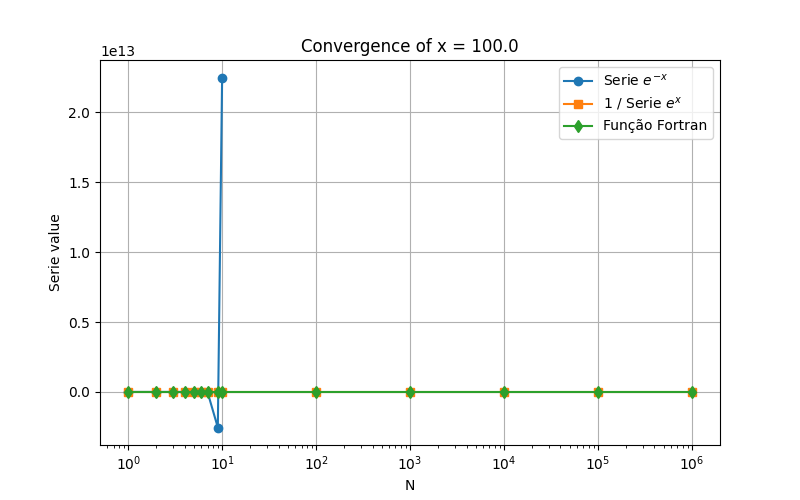 Convergence of x = 100.0
1e13
Serie e^{-x}
1 / Serie e^{x}
Função Fortran
2.0
1.5
1.0
0.5
0.0
Serie value
10^0 10^1 10^2 10^3 10^4 10^5 10^6
N